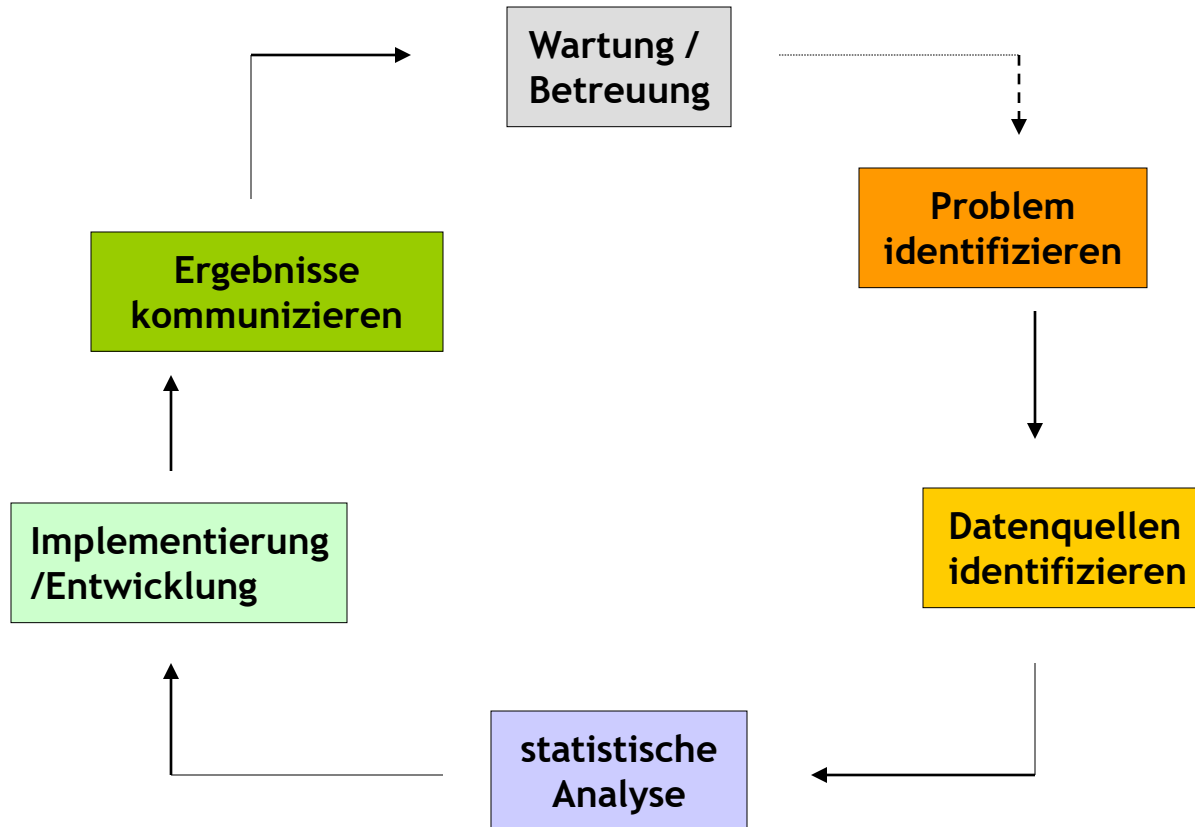 Wartung /
Betreuung
Problem
identifizieren
Ergebnisse
kommunizieren
Datenquellen
identifizieren
Implementierung
/Entwicklung
statistische
Analyse